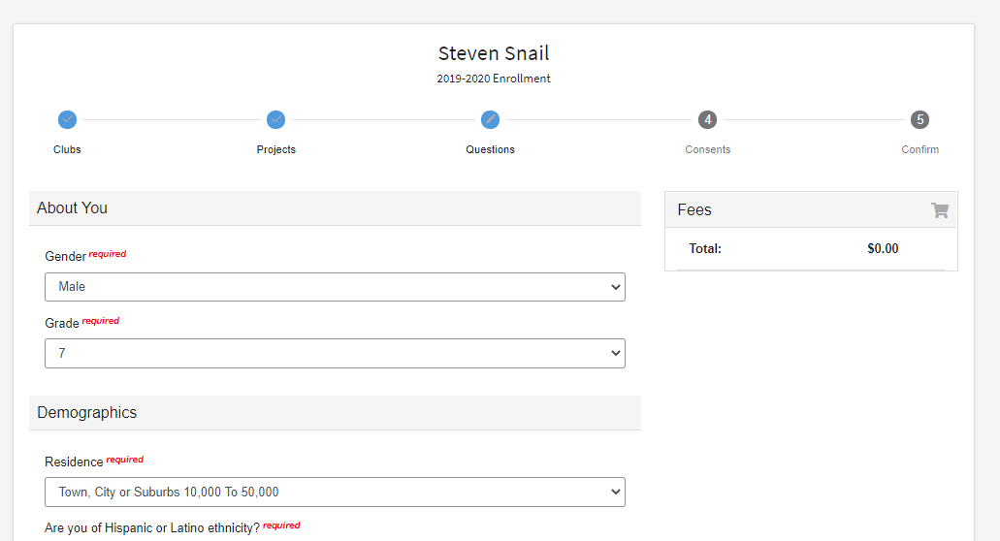 Steven Snail
2019-2020 Enrollment
4
5
Clubs
Projects
Questions
Consents
Confirm
About You
Gender required
Male
Grade required
7
Demographics
Residence required
Town, City or Suburbs 10,000 To 50,000
Are you of Hispanic or Latino ethnicity? required
Fees
Total: $0.00